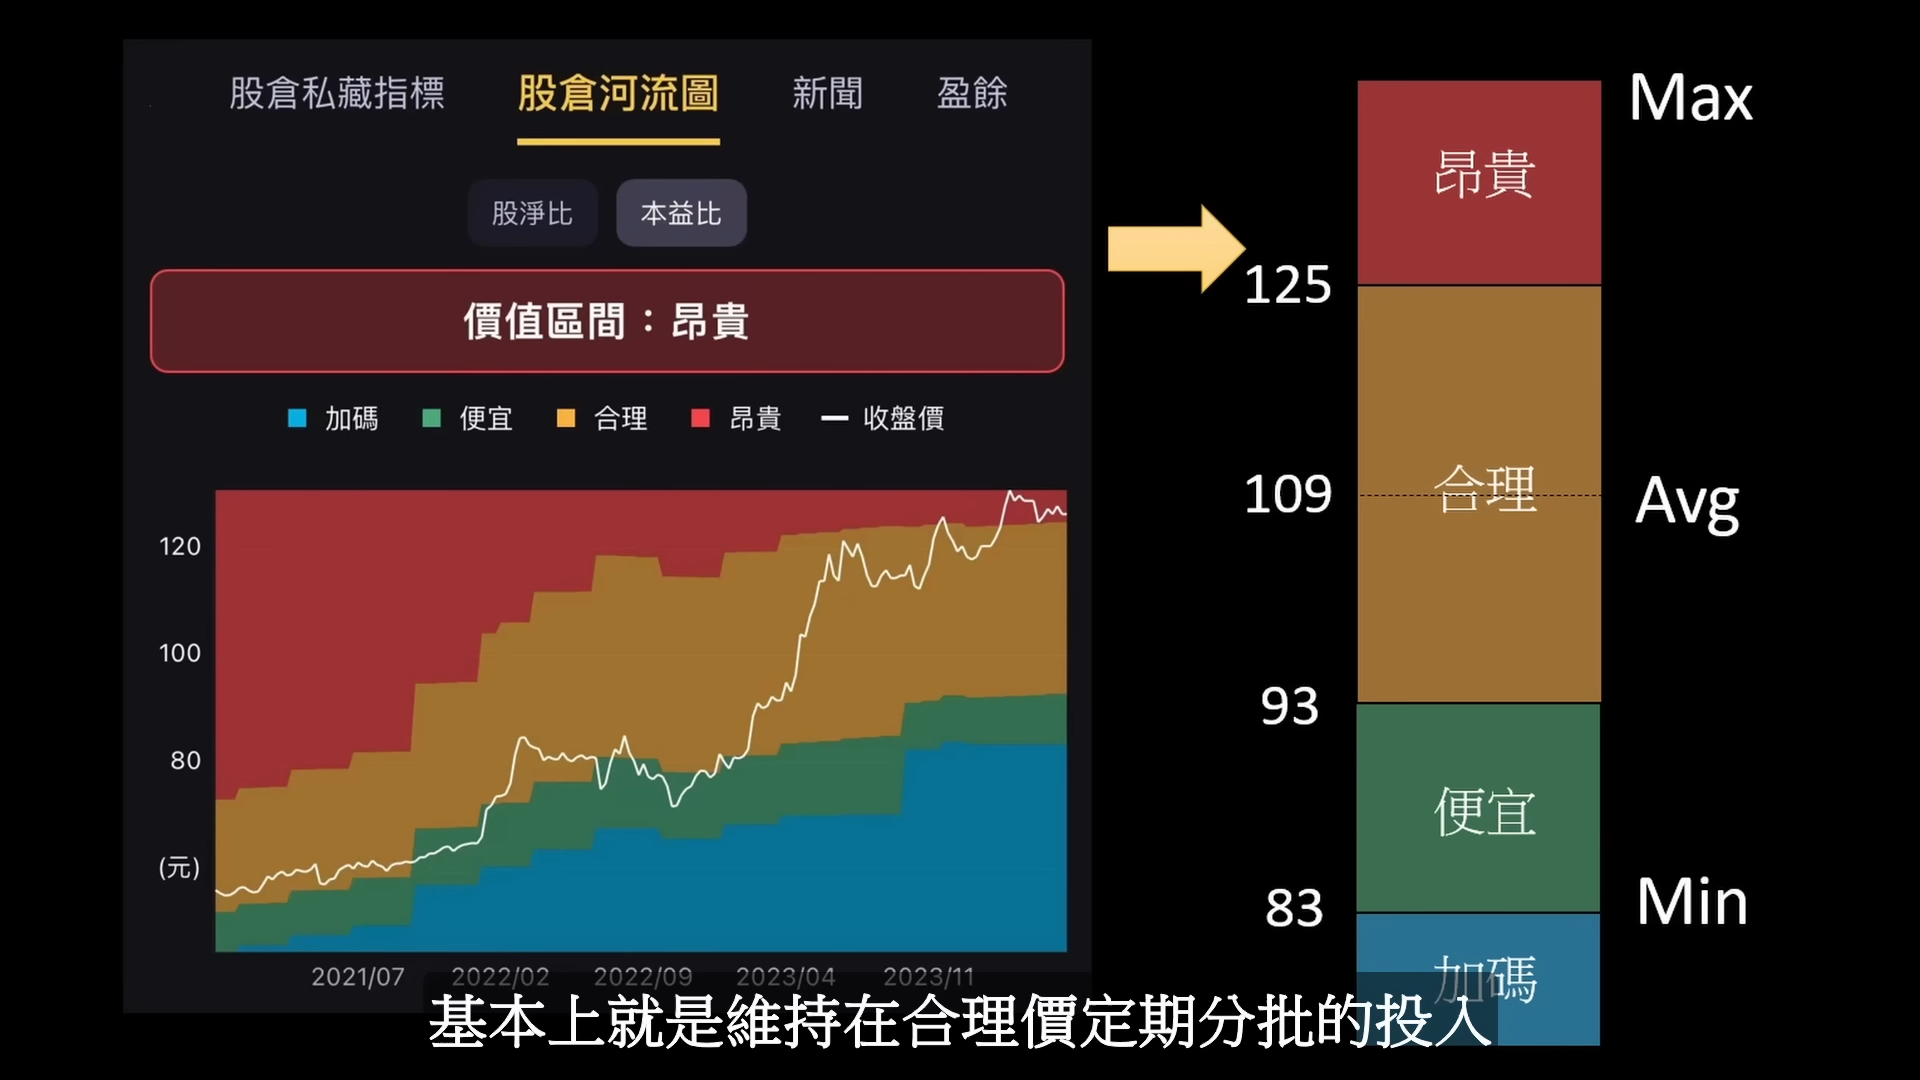 股倉私藏指標 股倉河流圖 新聞 盈餘
股淨比 本益比
價值區間：昂貴
加碼 便宜 合理 昂貴 收盤價
120
100
80
(元)
2021/07 2022/02 2022/09 2023/04 2023/11
Max
昂貴
125
合理
109
Avg
93
便宜
83
Min
加碼
基本上就是維持在合理價定期分批的投入